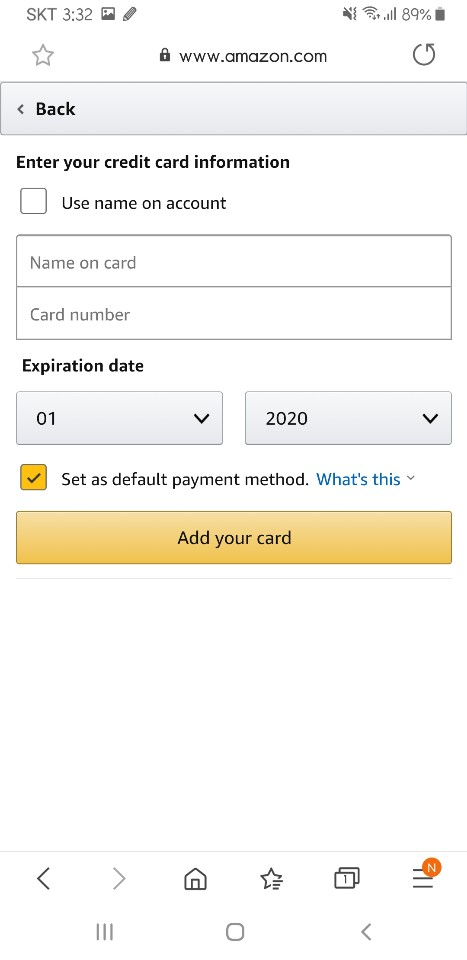 SKT 3:32 89%
www.amazon.com
Back
Enter your credit card information
Use name on account
Name on card
Card number
Expiration date
01 2020
Set as default payment method. What's this
Add your card
1 N